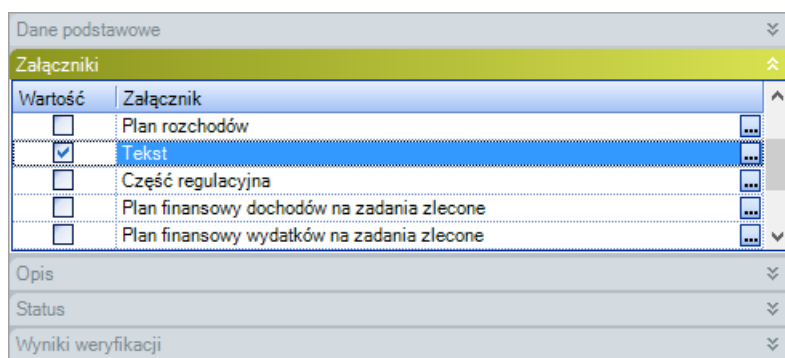 Dane podstawowe
Załączniki
Wartość Załącznik
Plan rozchodów
Tekst
Część regulacyjna
Plan finansowy dochodów na zadania zlecone
Plan finansowy wydatków na zadania zlecone
Opis
Status
Wyniki weryfikacji